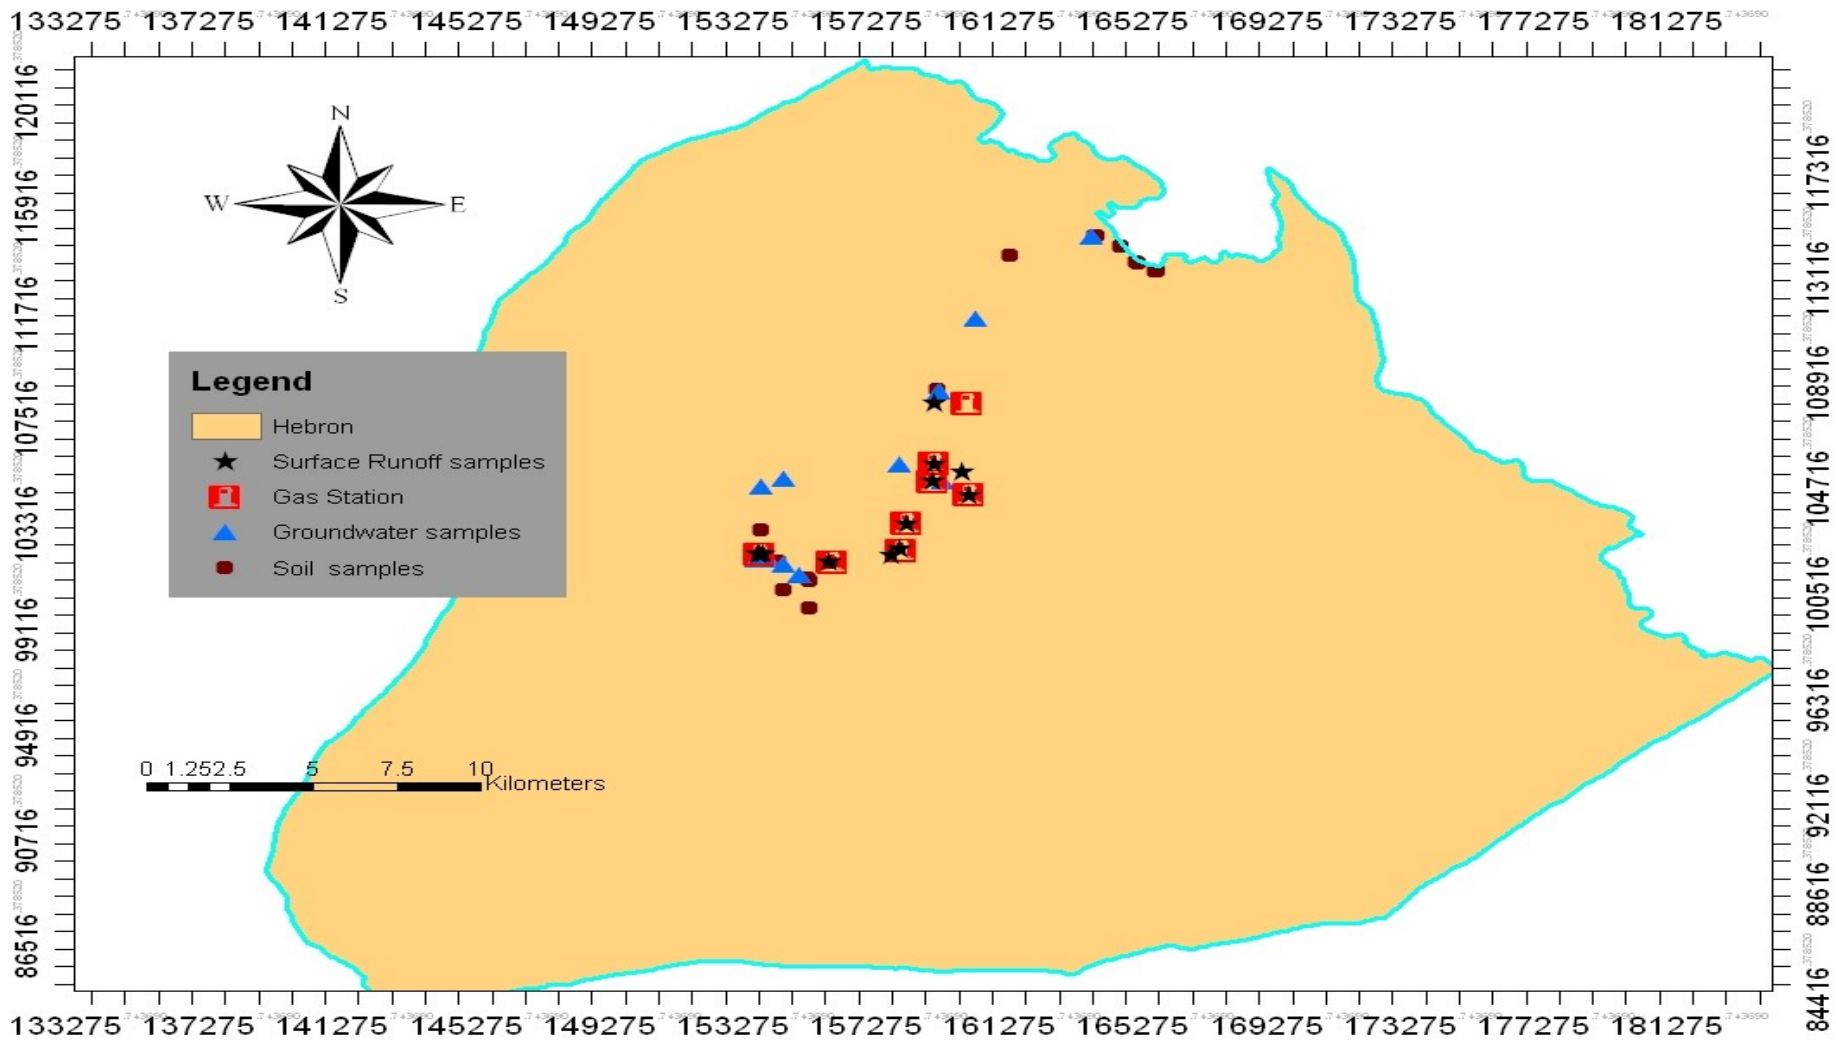 133275 137275 141275 145275 149275 153275 157275 161275 165275 169275 173275 177275 181275
120116
115916
111716
107516
103316
99116
94916
90716
86516
N
W
E
S
Legend
Hebron
Surface Runoff samples
Gas Station
Groundwater samples
Soil samples
0 1.25 2.5 5 7.5 10
Kilometers
117316
113116
108916
104716
100516
96316
92116
88616
84416
133275 137275 141275 145275 149275 153275 157275 161275 165275 169275 173275 177275 181275